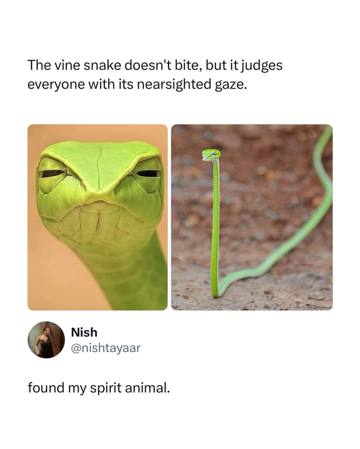 The vine snake doesn't bite, but it judges
everyone with its nearsighted gaze.
Nish
@nishtayaar
found my spirit animal.